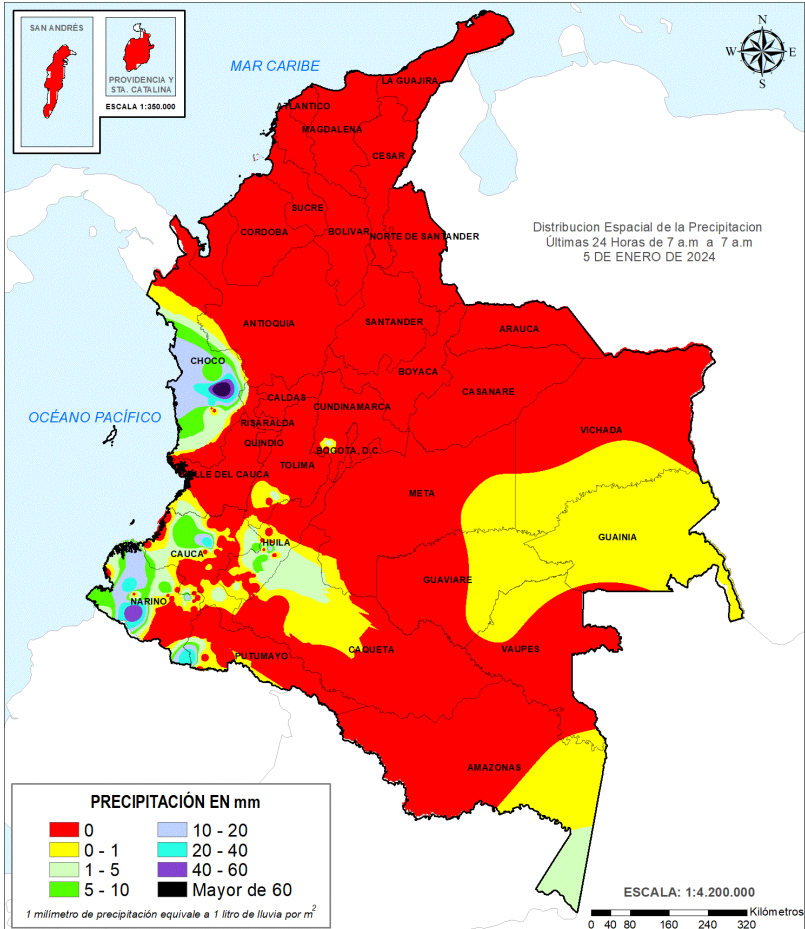 SAN ANDRÉS
PROVIDENCIA Y
STA. CATALINA
ESCALA 1:350.000
MAR CARIBE
N
W
E
S
LA GUAJIRA
ATLANTICO
MAGDALENA
CESAR
SUCRE
CORDOBA
BOLIVAR
NORTE DE SANTANDER
Distribucion Espacial de la Precipitacion
Últimas 24 Horas de 7 a.m a 7 a.m
5 DE ENERO DE 2024
ANTIOQUIA
SANTANDER
ARAUCA
CHOCO
BOYACA
CASANARE
CALDAS
CUNDINAMARCA
OCÉANO PACÍFICO
RISARALDA
VICHADA
QUINDIO
BOGOTA, D.C.
TOLIMA
LLE DEL CAUCA
META
GUAINIA
HUILA
CAUCA
GUAVIARE
NARIÑO
CAQUETA
VAUPES
PUTUMAYO
AMAZONAS
PRECIPITACIÓN EN mm
0
10 - 20
0 - 1
20 - 40
1 - 5
40 - 60
5 - 10
Mayor de 60
1 milímetro de precipitación equivale a 1 litro de lluvia por m2
ESCALA: 1:4.200.000
Kilómetros
0 40 80 160 240 320